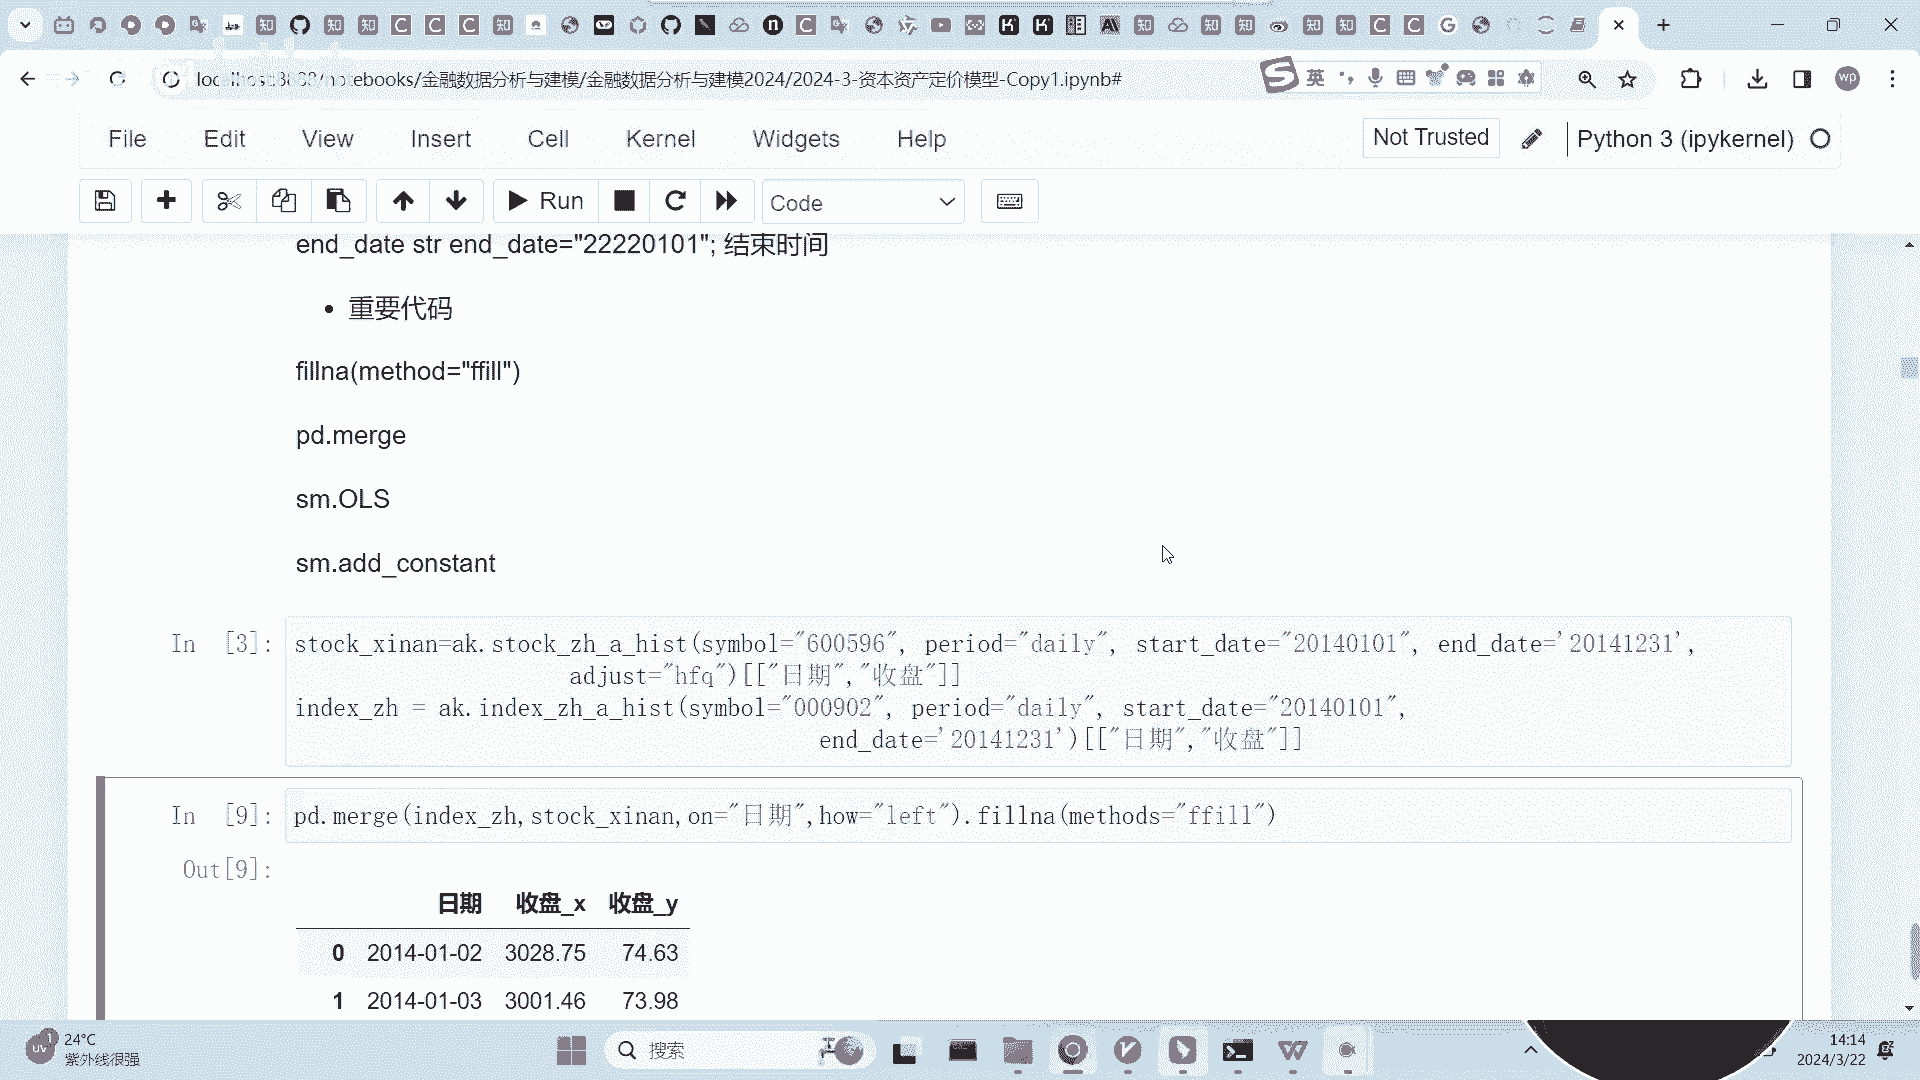 localhost:8888/notebooks/金融数据分析与建模/金融数据分析与建模2024/2024-3-资本资产定价模型-Copy1.ipynb#
英
wp
File Edit View Insert Cell Kernel Widgets Help
Not Trusted
Python 3 (ipykernel)
Run
Code
end_date str end_date="22220101"; 结束时间
• 重要代码
fillna(method="ffill")
pd.merge
sm.OLS
sm.add_constant
In [3]:
stock_xinan=ak.stock_zh_a_hist(symbol="600596", period="daily", start_date="20140101", end_date='20141231',
adjust="hfq")[["日期","收盘"]]
index_zh = ak.index_zh_a_hist(symbol="000902", period="daily", start_date="20140101",
end_date='20141231')[["日期","收盘"]]
In [9]:
pd.merge(index_zh,stock_xinan,on="日期",how="left").fillna(methods="ffill")
Out[9]:
日期 收盘_x 收盘_y
0 2014-01-02 3028.75 74.63
1 2014-01-03 3001.46 73.98
24°C
紫外线很强
搜索
14:14
2024/3/22